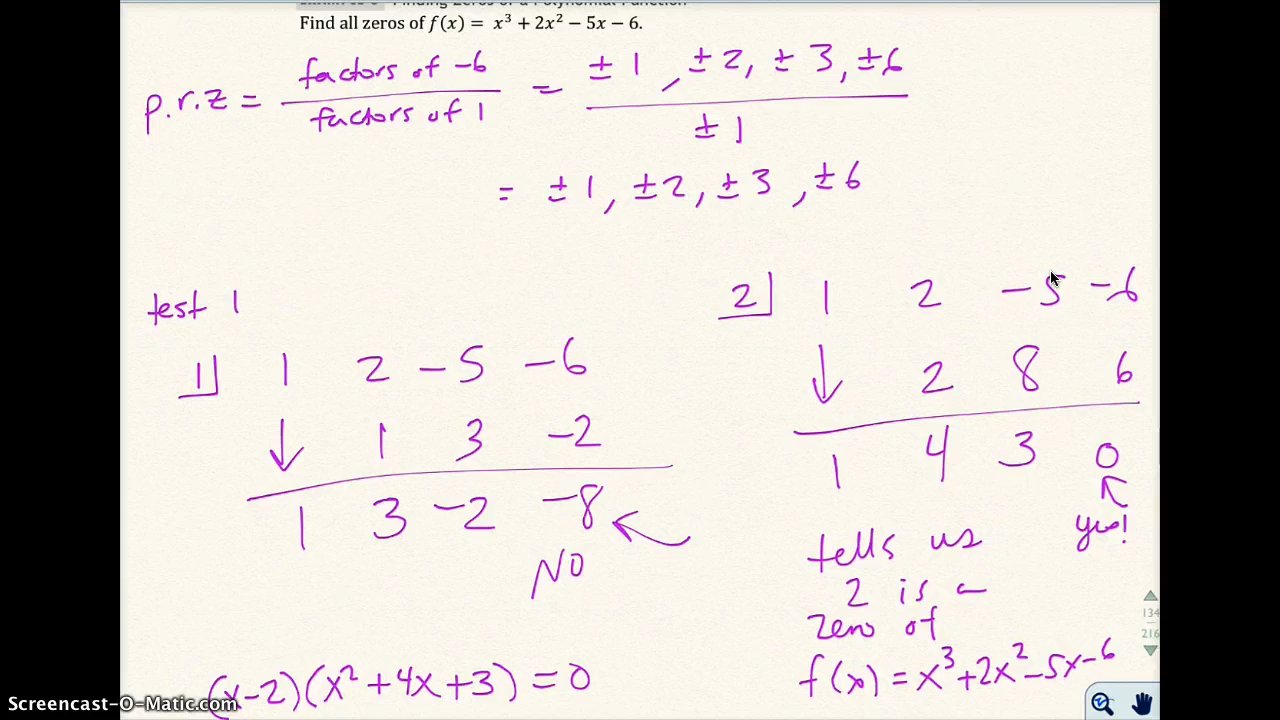 Find all zeros of f(x) = x³ + 2x² − 5x − 6.
p.r.z = factors of -6 / factors of 1 = ± 1, ± 2, ± 3, ± 6 / ± 1
= ± 1, ± 2, ± 3, ± 6
test 1
1 | 1 2 -5 -6
↓ 1 3 -2
1 3 -2 -8
NO
2 | 1 2 -5 -6
↓ 2 8 6
1 4 3 0
yes!
tells us
2 is a
zero of
f(x) = x³+2x²-5x-6
(x-2)(x²+4x+3) = 0
134
216
Screencast-O-Matic.com